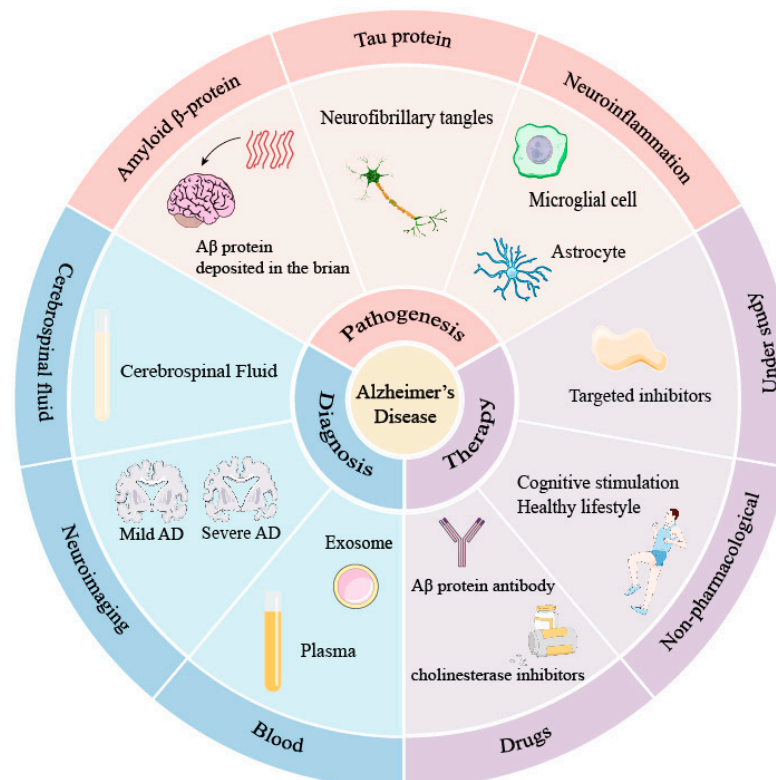 Tau protein
Amyloid β-protein
Neuroinflammation
Neurofibrillary tangles
Microglial cell
Astrocyte
Aβ protein
deposited in the brian
Pathogenesis
Cerebrospinal fluid
Cerebrospinal Fluid
Under study
Targeted inhibitors
Alzheimer's
Disease
Diagnosis
Therapy
Cognitive stimulation
Healthy lifestyle
Mild AD
Severe AD
Exosome
Aβ protein antibody
Neuroimaging
Non-pharmacological
Plasma
cholinesterase inhibitors
Blood
Drugs